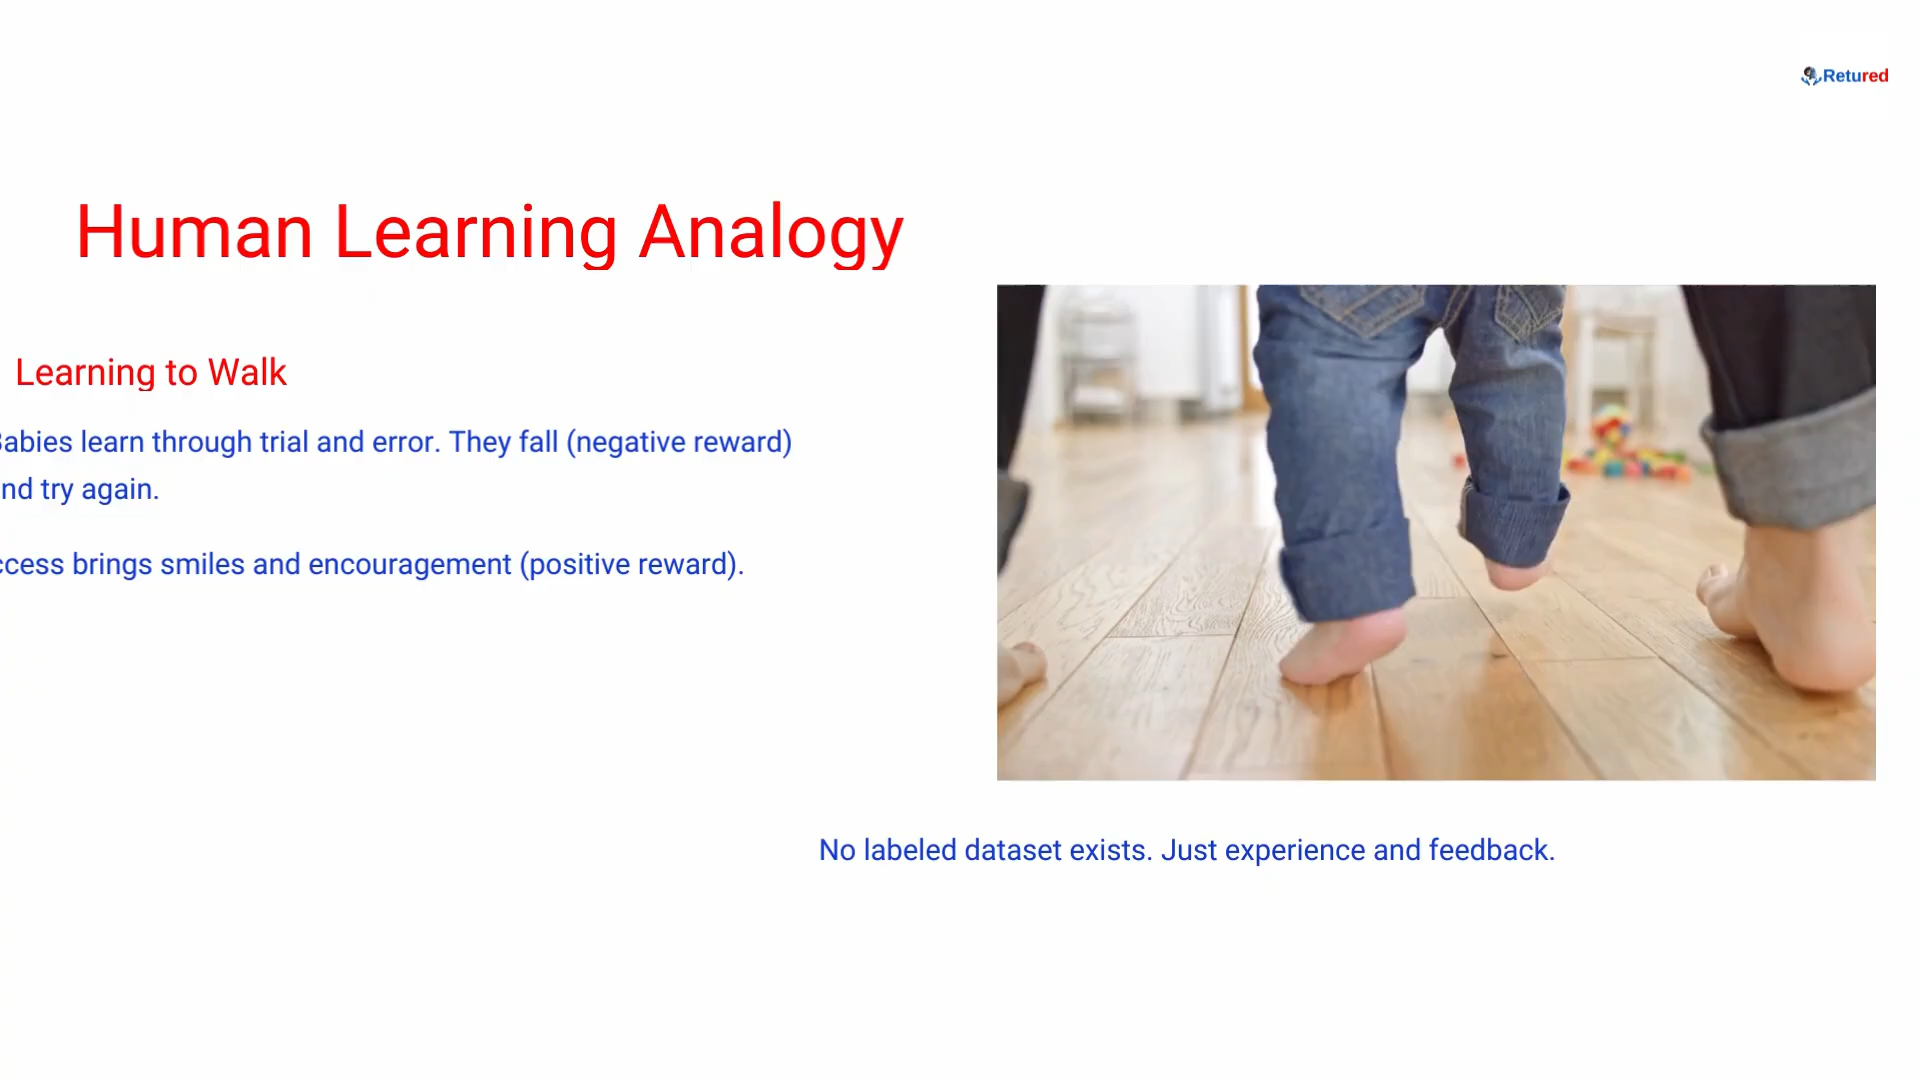 Retured
Human Learning Analogy
Learning to Walk
abies learn through trial and error. They fall (negative reward)
nd try again.
ccess brings smiles and encouragement (positive reward).
No labeled dataset exists. Just experience and feedback.